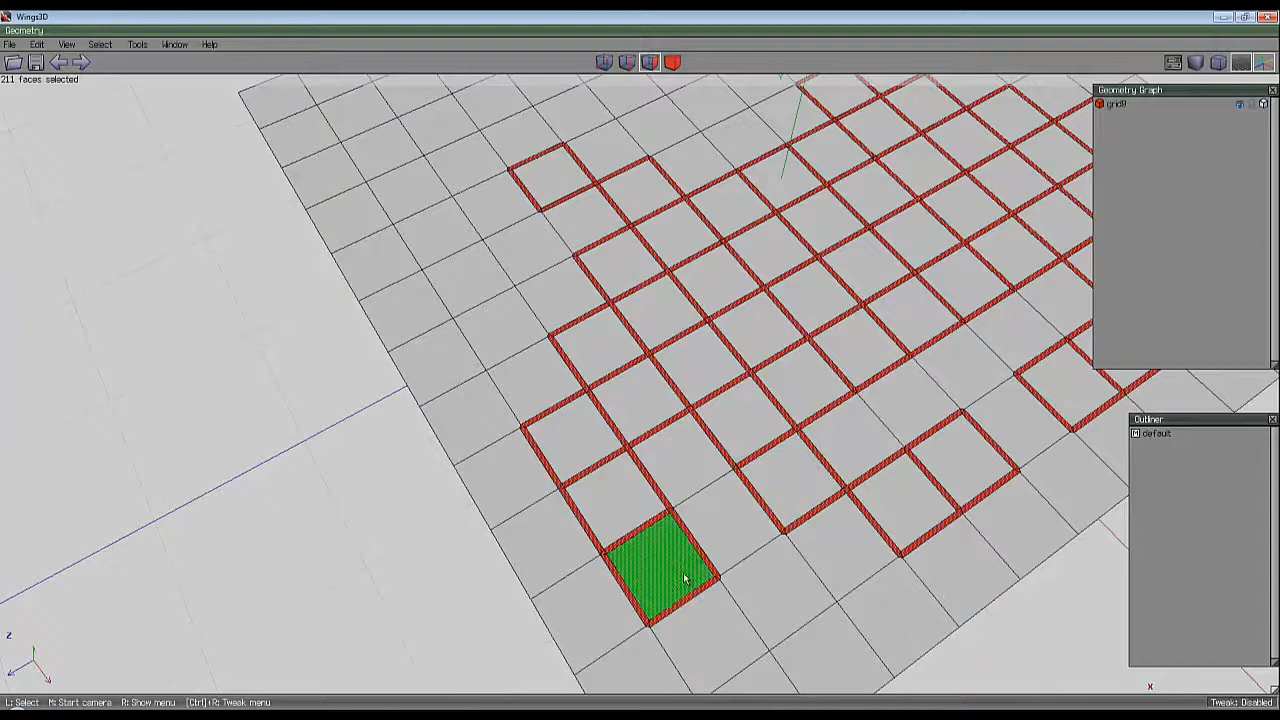 Wings3D
Geometry
File Edit View Select Tools Window Help
211 faces selected
Geometry Graph
grid9
Outliner
M default
Z
X
L: Select M: Start camera R: Show menu [Ctrl]+R: Tweak menu
Tweak: Disabled